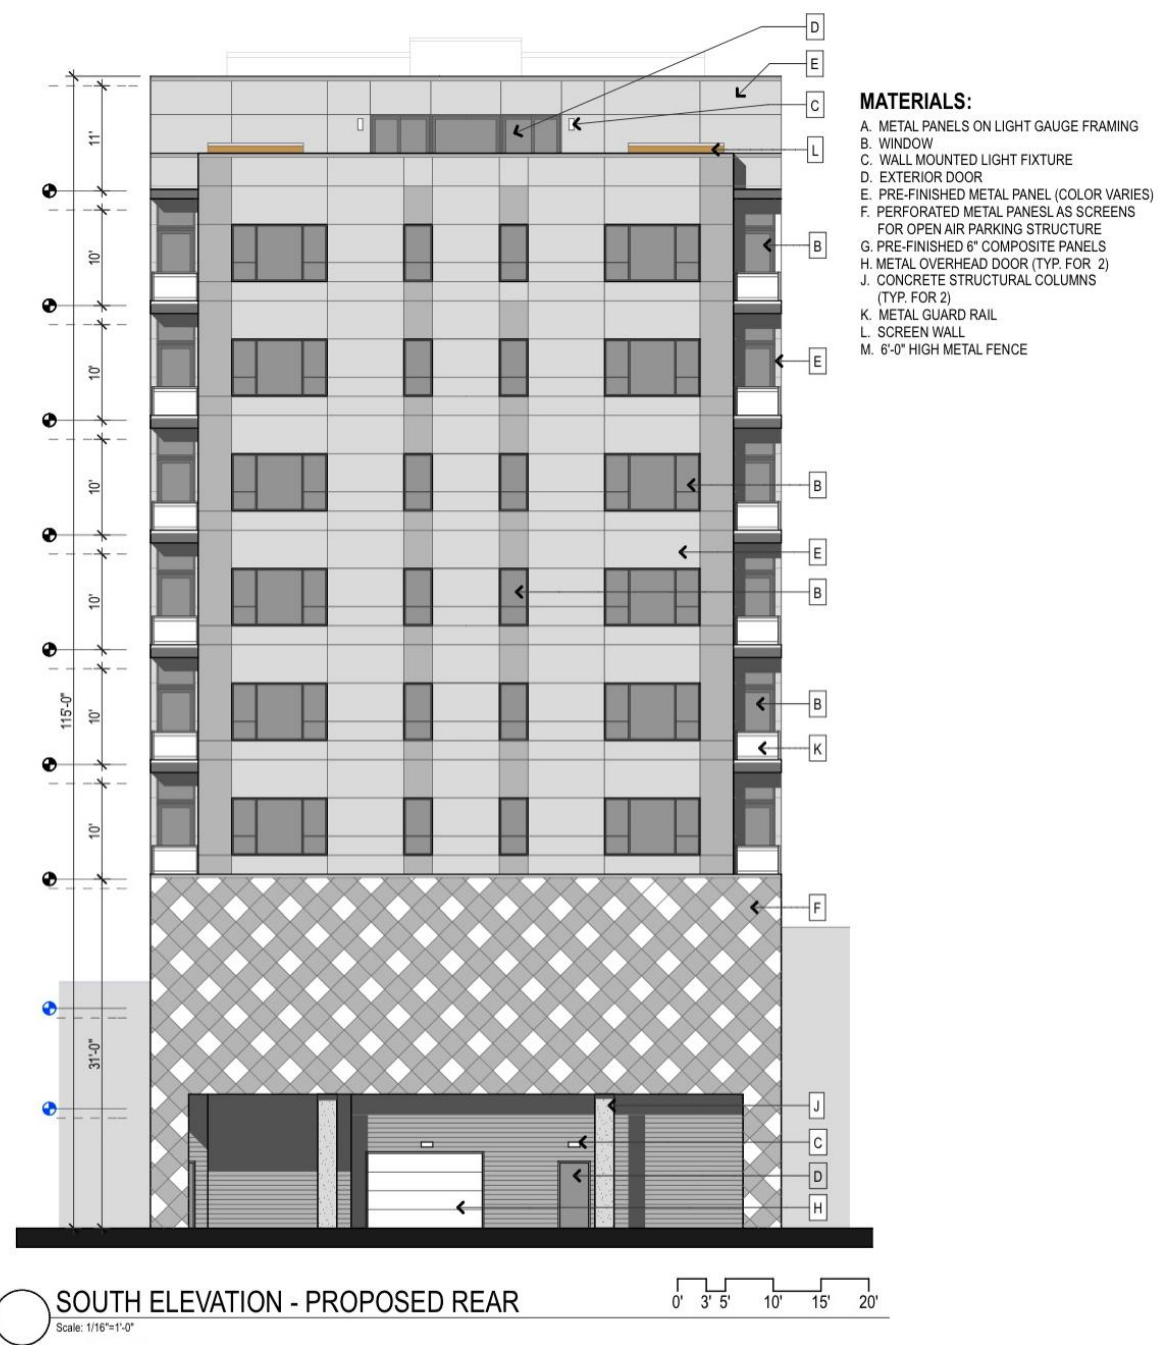 D
E
C
L
B
E
B
E
B
B
K
F
J
C
D
H
MATERIALS:
A. METAL PANELS ON LIGHT GAUGE FRAMING
B. WINDOW
C. WALL MOUNTED LIGHT FIXTURE
D. EXTERIOR DOOR
E. PRE-FINISHED METAL PANEL (COLOR VARIES)
F. PERFORATED METAL PANESL AS SCREENS
FOR OPEN AIR PARKING STRUCTURE
G. PRE-FINISHED 6" COMPOSITE PANELS
H. METAL OVERHEAD DOOR (TYP. FOR 2)
J. CONCRETE STRUCTURAL COLUMNS
(TYP. FOR 2)
K. METAL GUARD RAIL
L. SCREEN WALL
M. 6'-0" HIGH METAL FENCE
11'
10'
10'
10'
10'
10'
10'
115'-0"
31'-0"
SOUTH ELEVATION - PROPOSED REAR
Scale: 1/16"=1'-0"
0' 3' 5' 10' 15' 20'